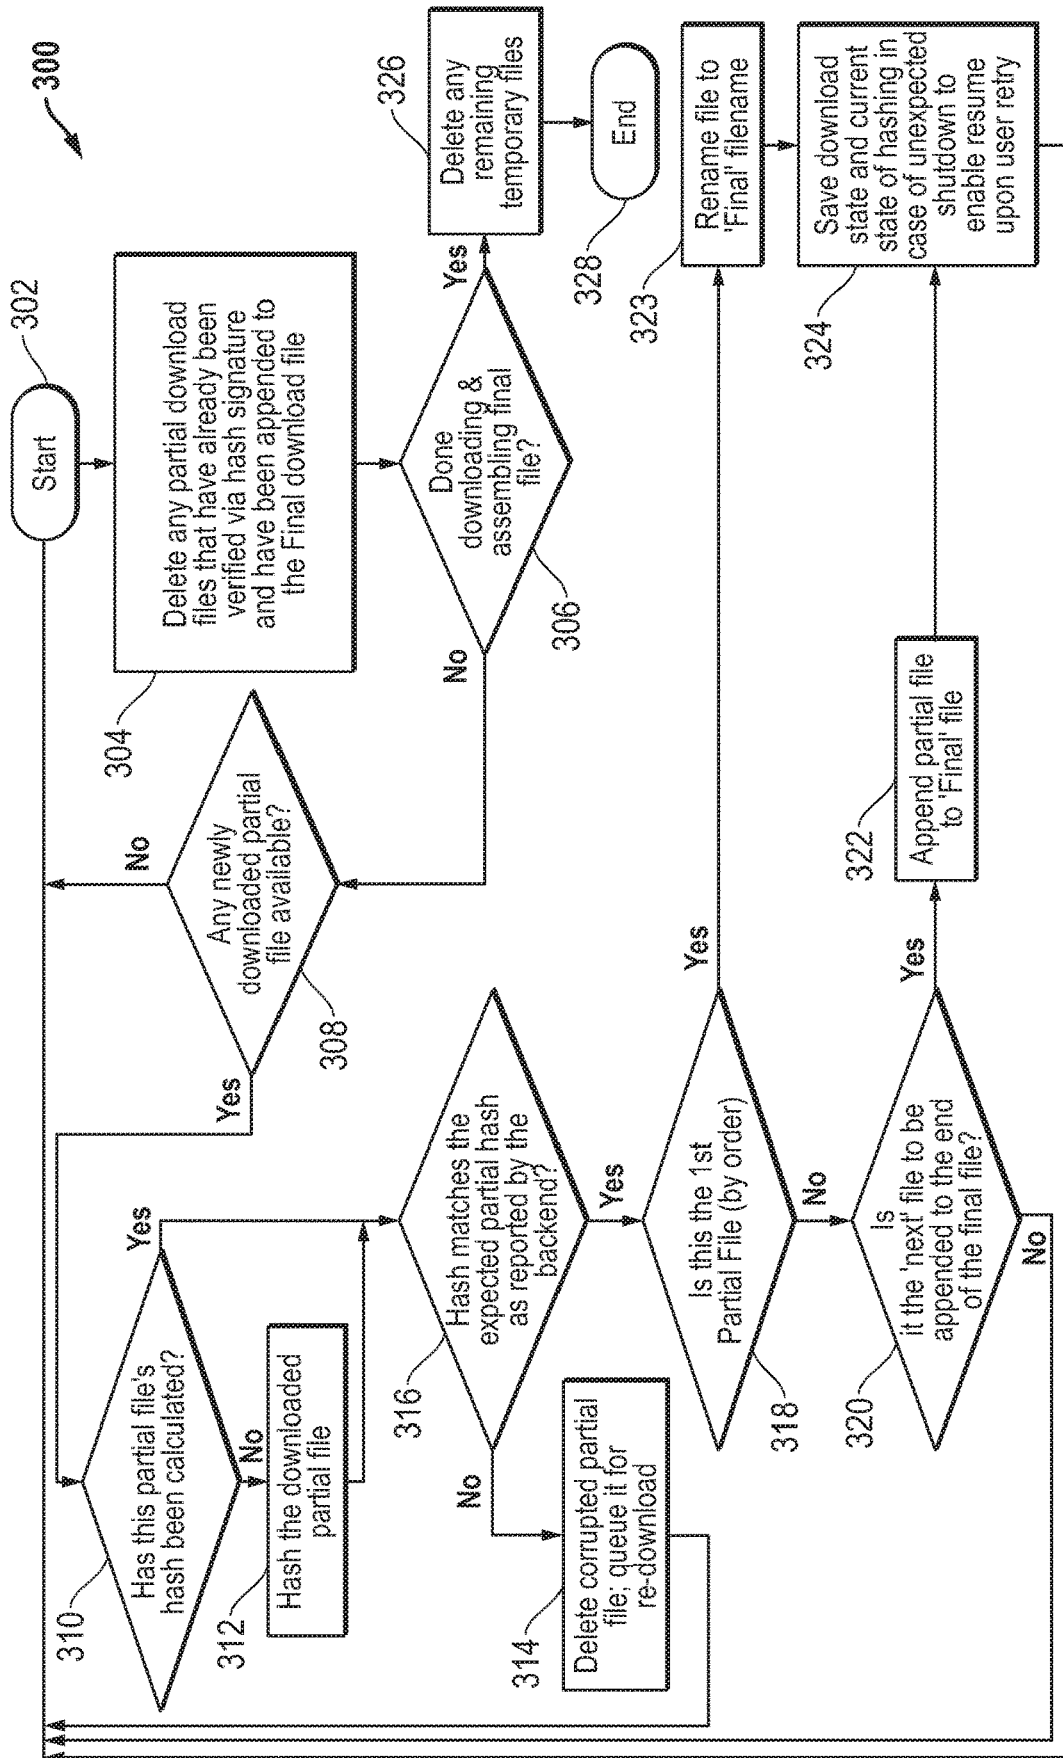 300
302
Start
Delete any partial download
files that have already been
verified via hash signature
and have been appended to
the Final download file
304
Done
downloading &
assembling final
file?
306
Yes
No
Delete any
remaining
temporary files
326
End
328
Any newly
downloaded partial
file available?
308
No
Yes
Has this partial file's
hash been calculated?
310
Yes
No
Hash the downloaded
partial file
312
Hash matches the
expected partial hash
as reported by the
backend?
316
No
Yes
Delete corrupted partial
file; queue it for
re-download
314
Is this the 1st
Partial File (by order)
318
Yes
No
Rename file to
'Final' filename
323
Is
it the 'next' file to be
appended to the end
of the final file?
320
Yes
No
Append partial file
to 'Final' file
322
Save download
state and current
state of hashing in
case of unexpected
shutdown to
enable resume
upon user retry
324